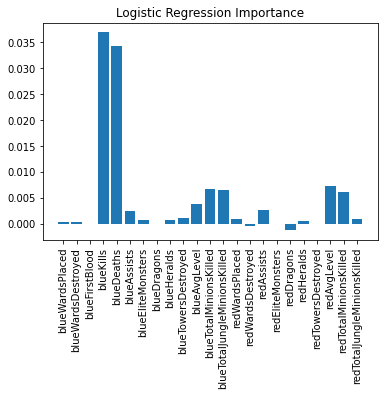 Logistic Regression Importance
0.035
0.030
0.025
0.020
0.015
0.010
0.005
0.000
blueWardsPlaced
blueWardsDestroyed
blueFirstBlood
blueKills
blueDeaths
blueAssists
blueEliteMonsters
blueDragons
blueHeralds
blueTowersDestroyed
blueAvgLevel
blueTotalMinionsKilled
blueTotalJungleMinionsKilled
redWardsPlaced
redWardsDestroyed
redAssists
redEliteMonsters
redDragons
redHeralds
redTowersDestroyed
redAvgLevel
redTotalMinionsKilled
redTotalJungleMinionsKilled